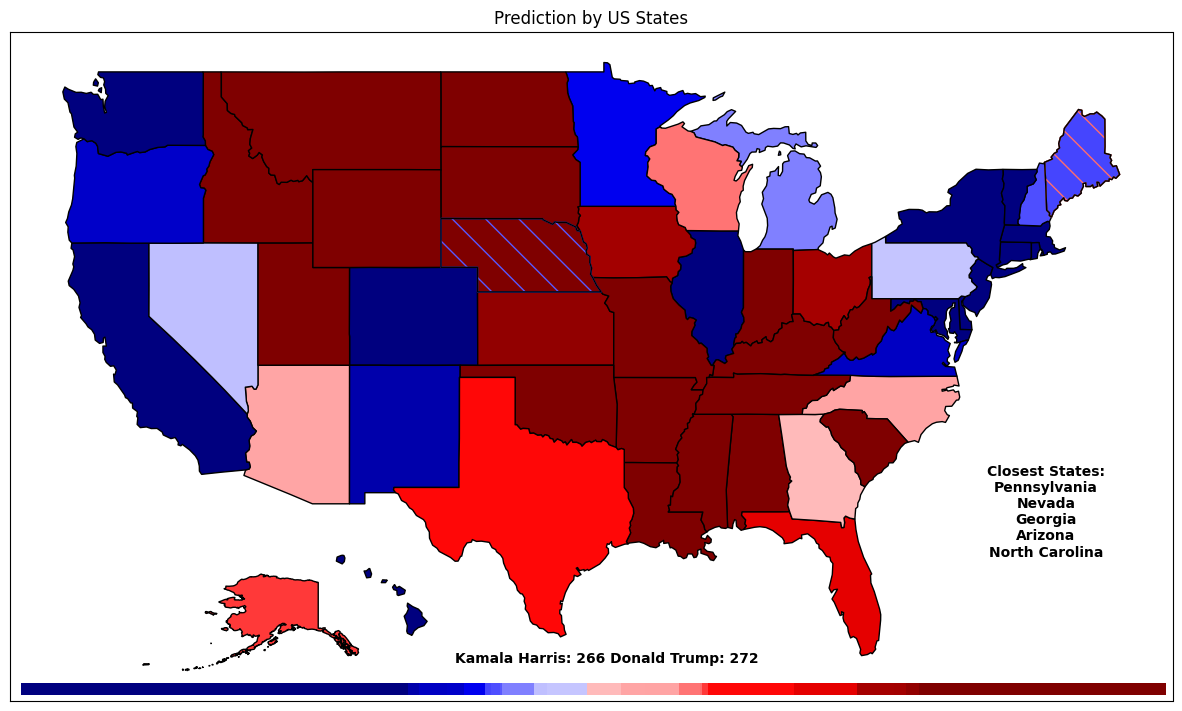 Prediction by US States
Closest States:
Pennsylvania
Nevada
Georgia
Arizona
North Carolina
Kamala Harris: 266 Donald Trump: 272